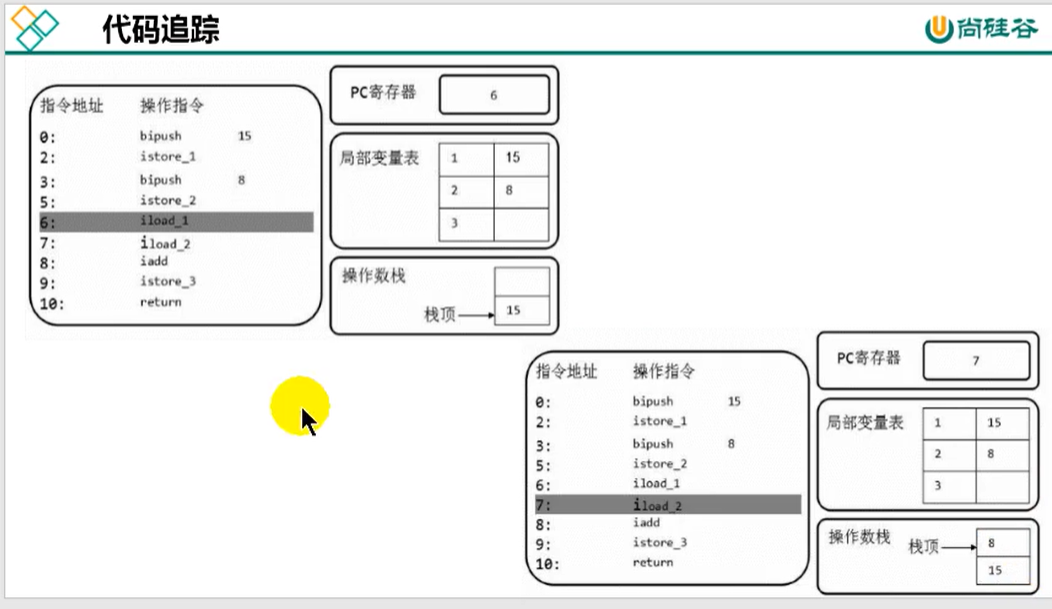 代码追踪
尚硅谷
指令地址 操作指令
0: bipush 15
2: istore_1
3: bipush 8
5: istore_2
6: iload_1
7: iload_2
8: iadd
9: istore_3
10: return
PC寄存器 6
局部变量表
1 15
2 8
3
操作数栈
栈顶 15
指令地址 操作指令
0: bipush 15
2: istore_1
3: bipush 8
5: istore_2
6: iload_1
7: iload_2
8: iadd
9: istore_3
10: return
PC寄存器 7
局部变量表
1 15
2 8
3
操作数栈
栈顶 8
15